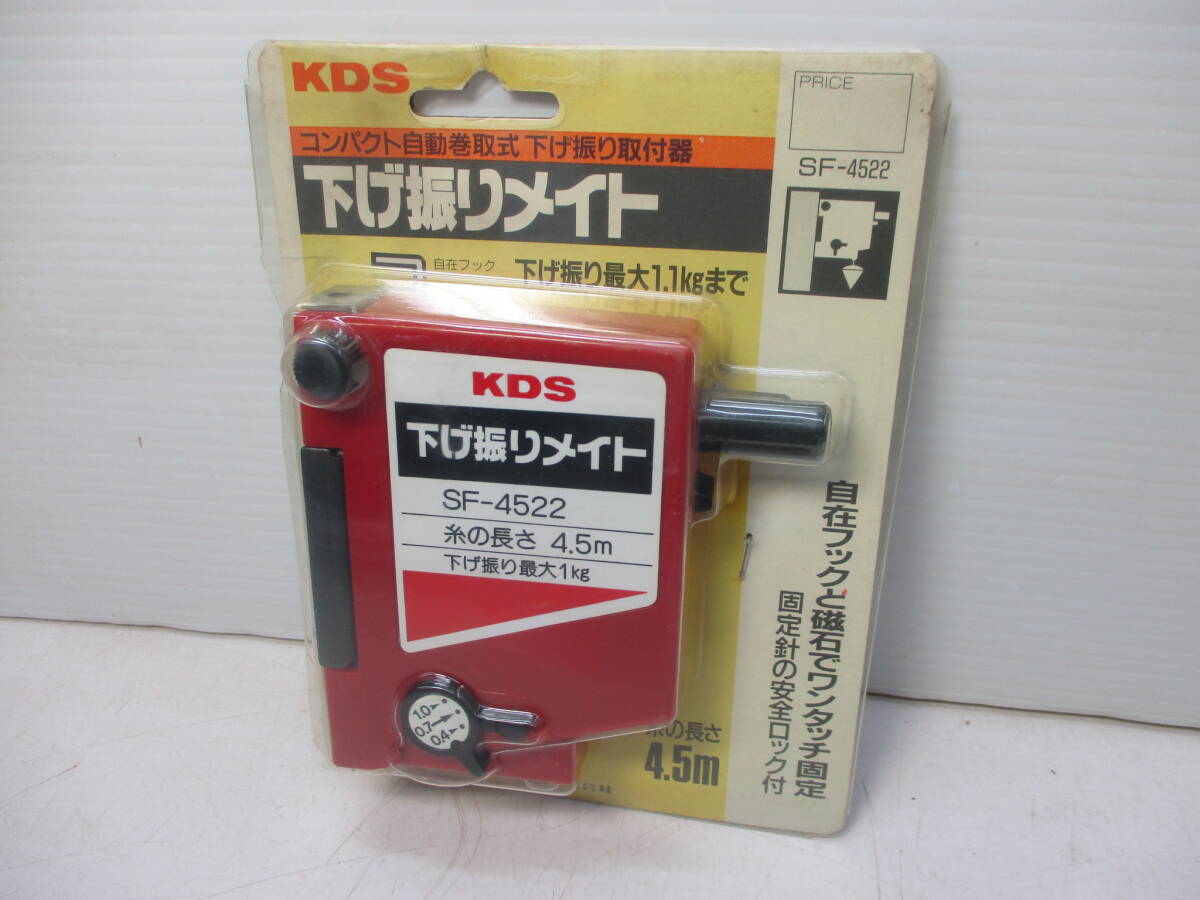 KDS
コンパクト自動巻取式 下げ振り取付器
下げ振りメイト
自在フック
下げ振り最大1.1kgまで
PRICE
SF-4522
KDS
下げ振りメイト
SF-4522
糸の長さ 4.5m
下げ振り最大1kg
1.0
0.7
0.4
自在フックと磁石でワンタッチ固定
固定針の安全ロック付
糸の長さ
4.5m